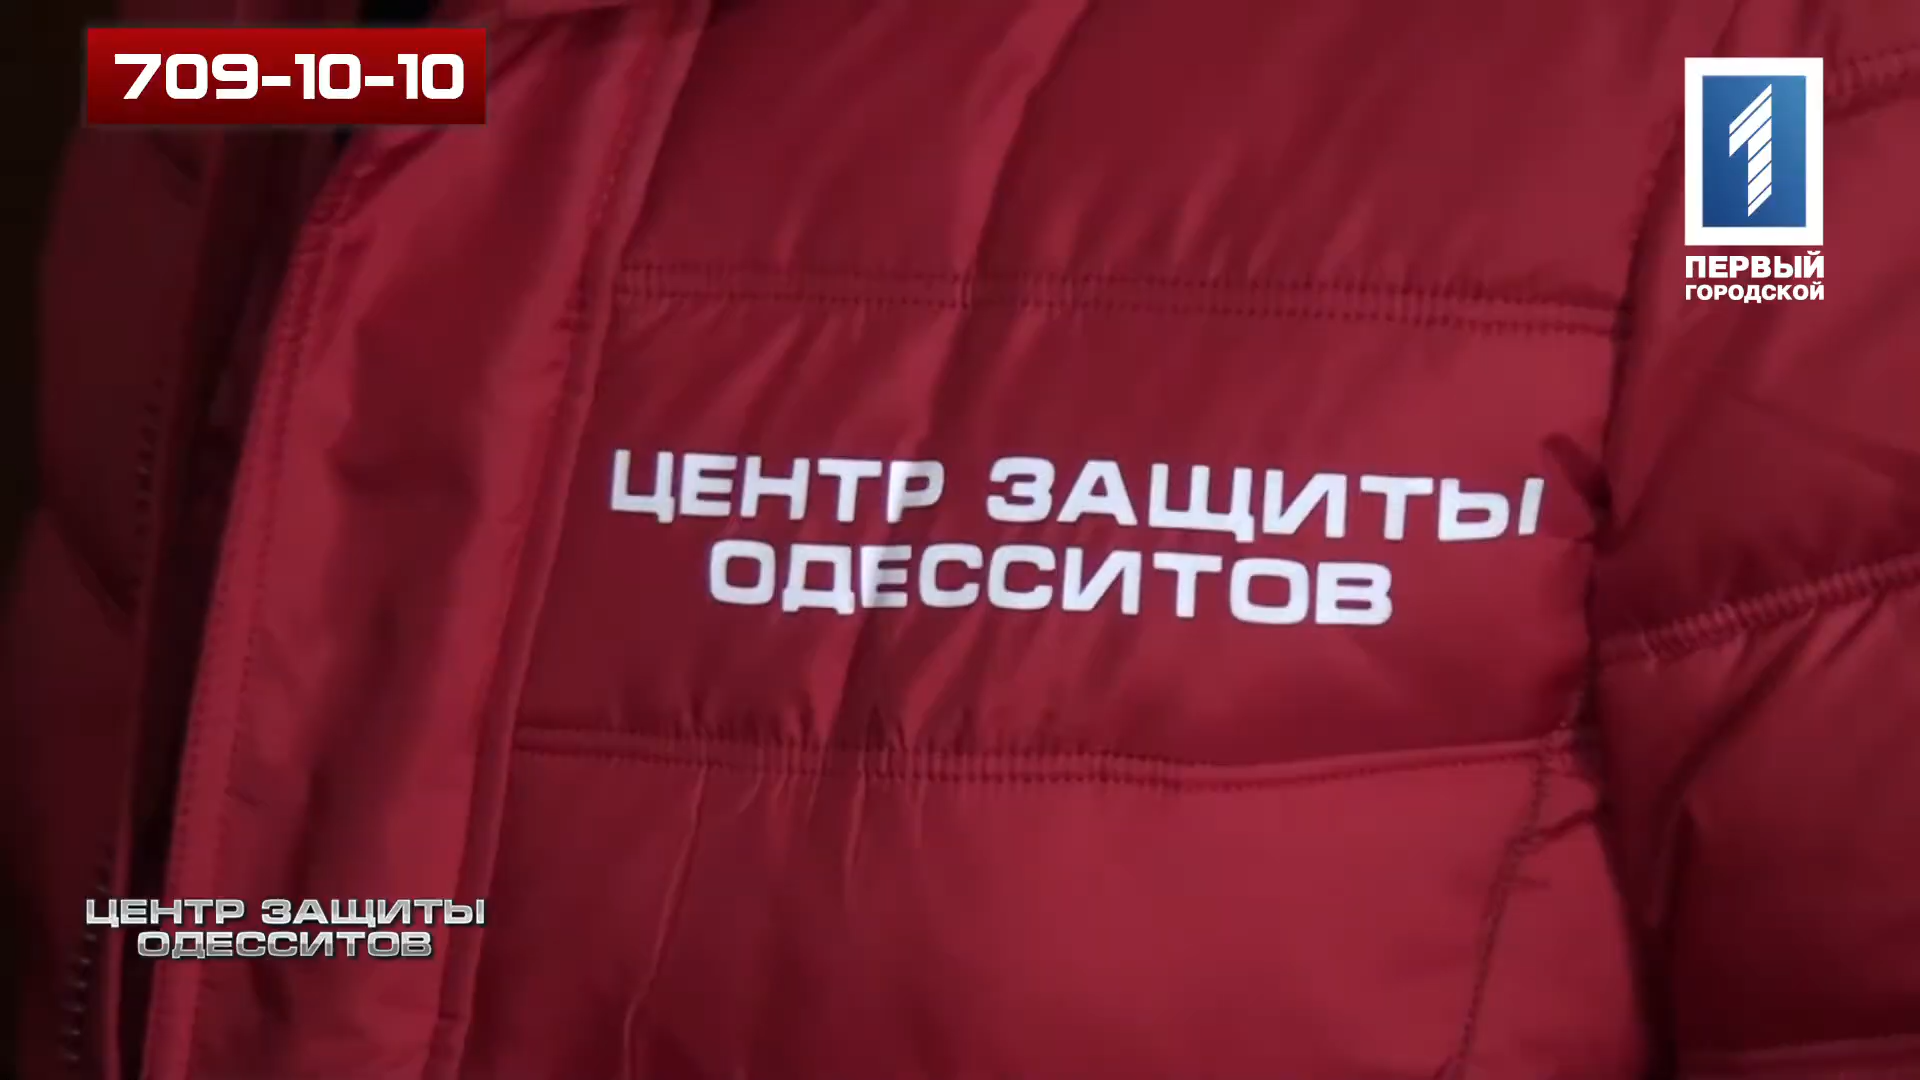 709-10-10
ПЕРВЫЙ
ГОРОДСКОЙ
ЦЕНТР ЗАЩИТЫ
ОДЕССИТОВ
ЦЕНТР ЗАЩИТЫ
ОДЕССИТОВ